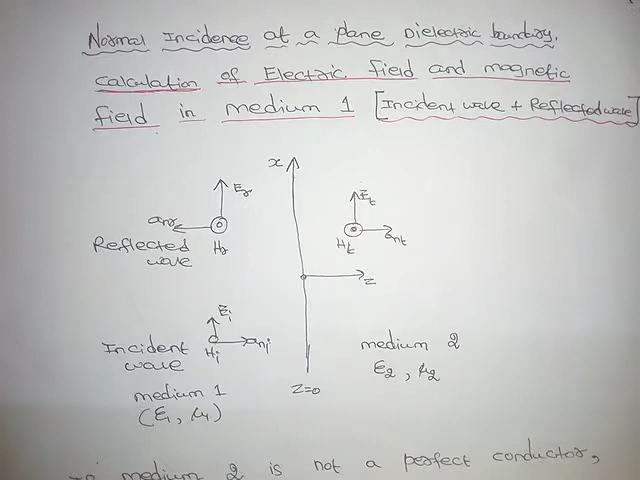 Normal Incidence at a plane Dielectric boundary.
Calculation of Electric field and magnetic
field in medium 1 [Incident wave + Reflected wave]
x
Er
Et
anr
ant
Hr
Ht
Reflected
wave
z
Ei
ani
Hi
Incident
wave
medium 2
ε2, μ2
medium 1
z=0
(ε1, μ1)
medium 2 is not a perfect conductor,